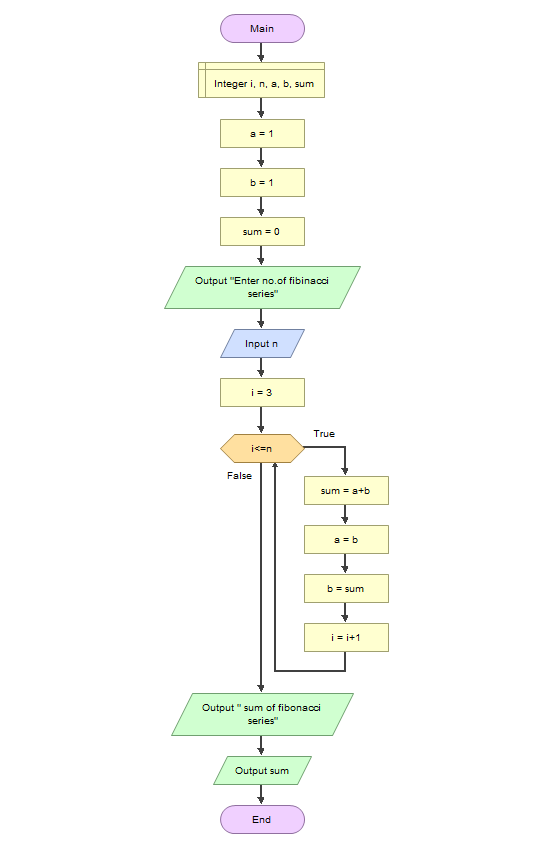 Main
Integer i, n, a, b, sum
a = 1
b = 1
sum = 0
Output "Enter no.of fibinacci
series"
Input n
i = 3
i<=n
True
False
sum = a+b
a = b
b = sum
i = i+1
Output " sum of fibonacci
series"
Output sum
End